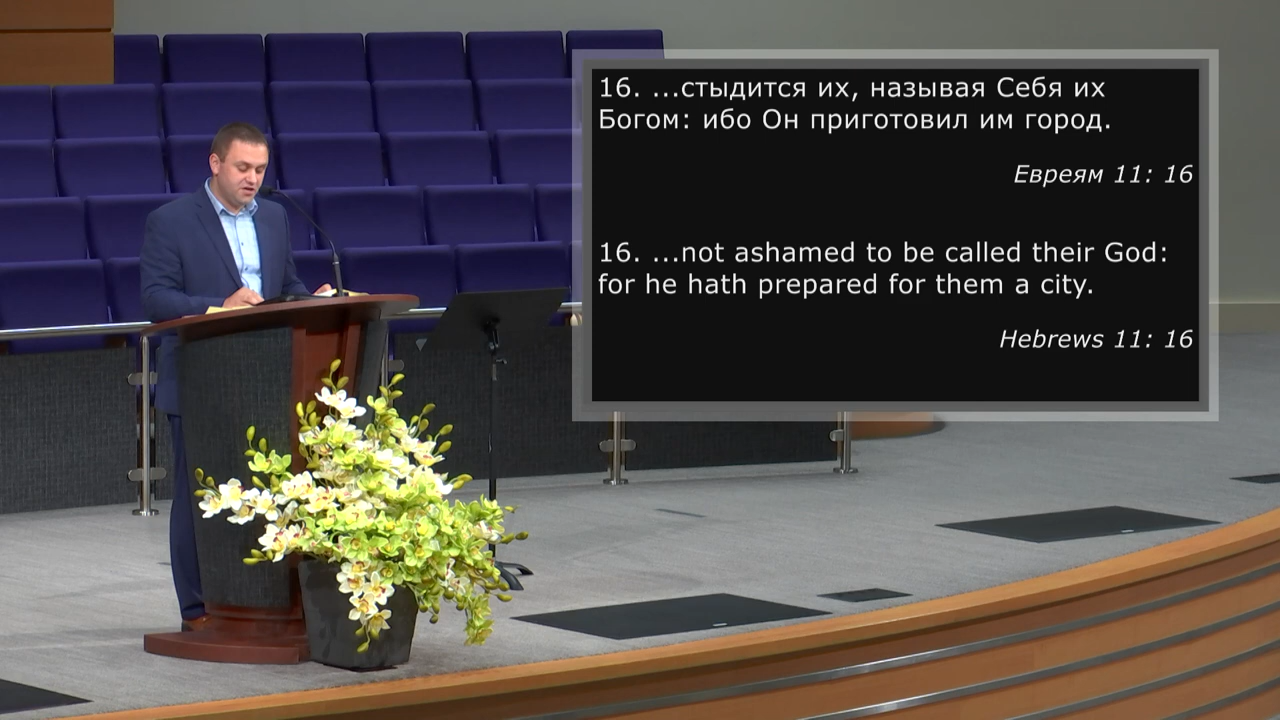 16. ...стыдится их, называя Себя их
Богом: ибо Он приготовил им город.
Евреям 11: 16
16. ...not ashamed to be called their God:
for he hath prepared for them a city.
Hebrews 11: 16